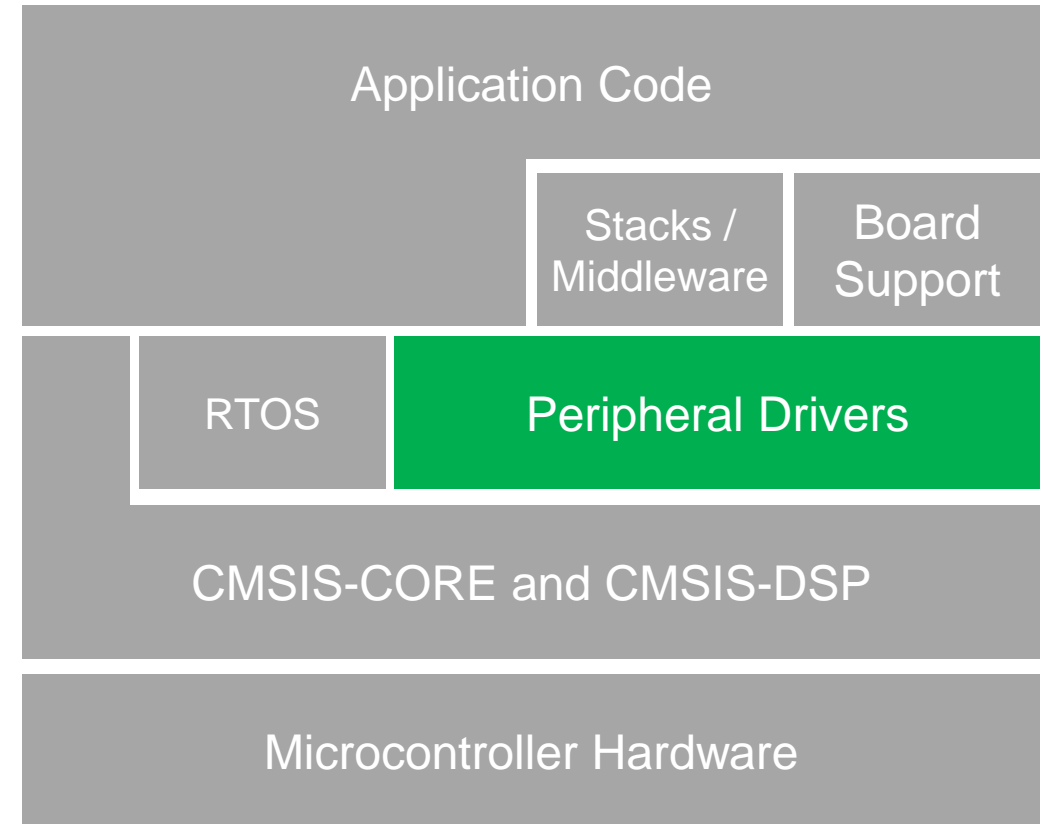 Application Code
Stacks /
Middleware
Board
Support
RTOS
Peripheral Drivers
CMSIS-CORE and CMSIS-DSP
Microcontroller Hardware